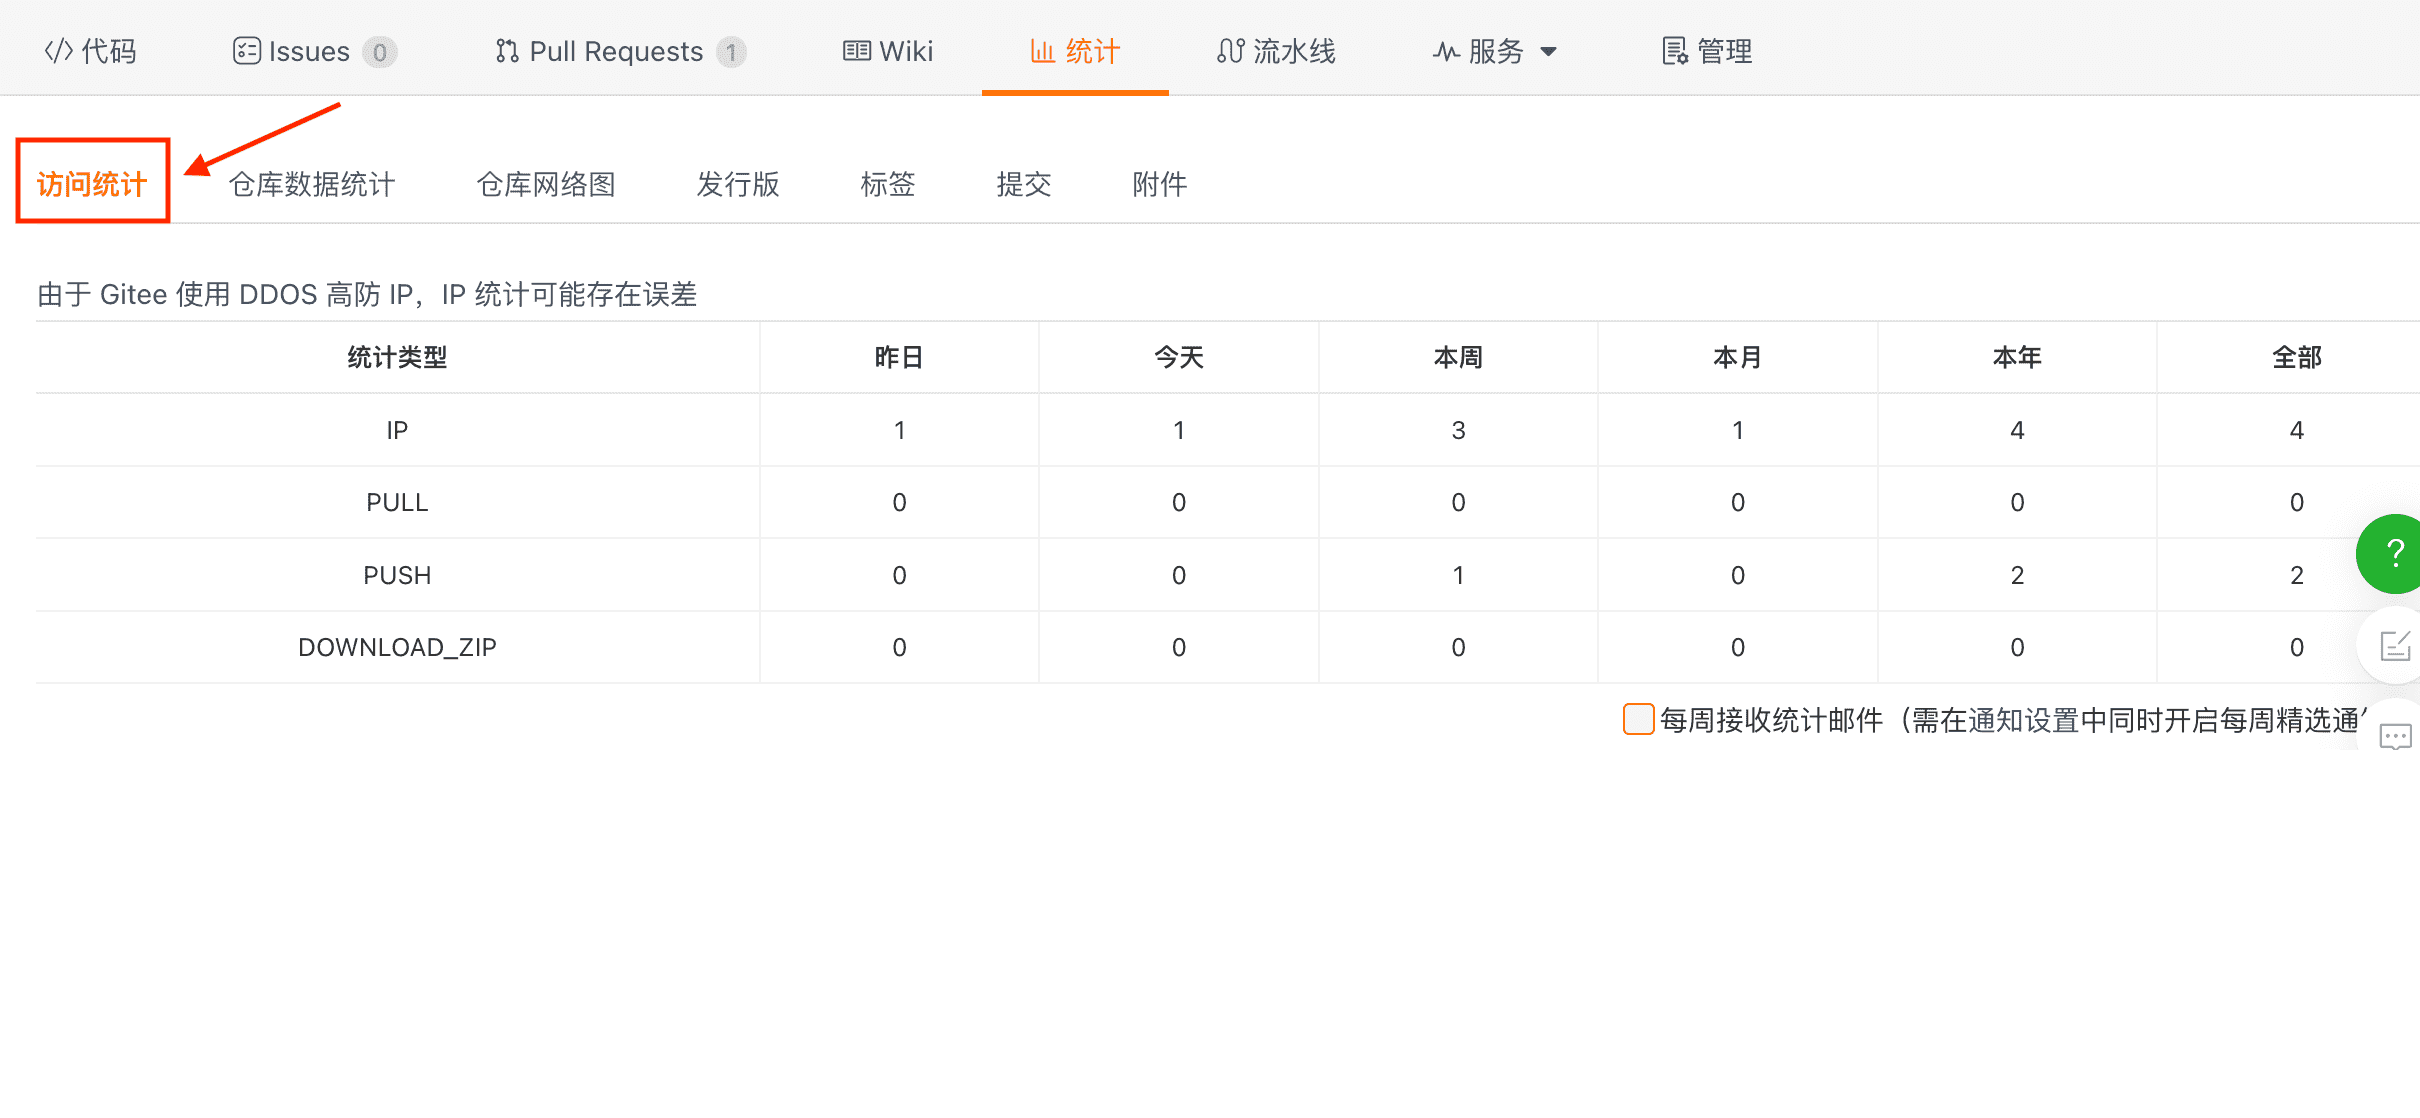 代码 Issues 0 Pull Requests 1 Wiki 统计 流水线 服务 管理
访问统计 仓库数据统计 仓库网络图 发行版 标签 提交 附件
由于 Gitee 使用 DDOS 高防 IP，IP 统计可能存在误差
统计类型 昨日 今天 本周 本月 本年 全部
IP 1 1 3 1 4 4
PULL 0 0 0 0 0 0
PUSH 0 0 1 0 2 2
DOWNLOAD_ZIP 0 0 0 0 0 0
?
每周接收统计邮件（需在通知设置中同时开启每周精选通